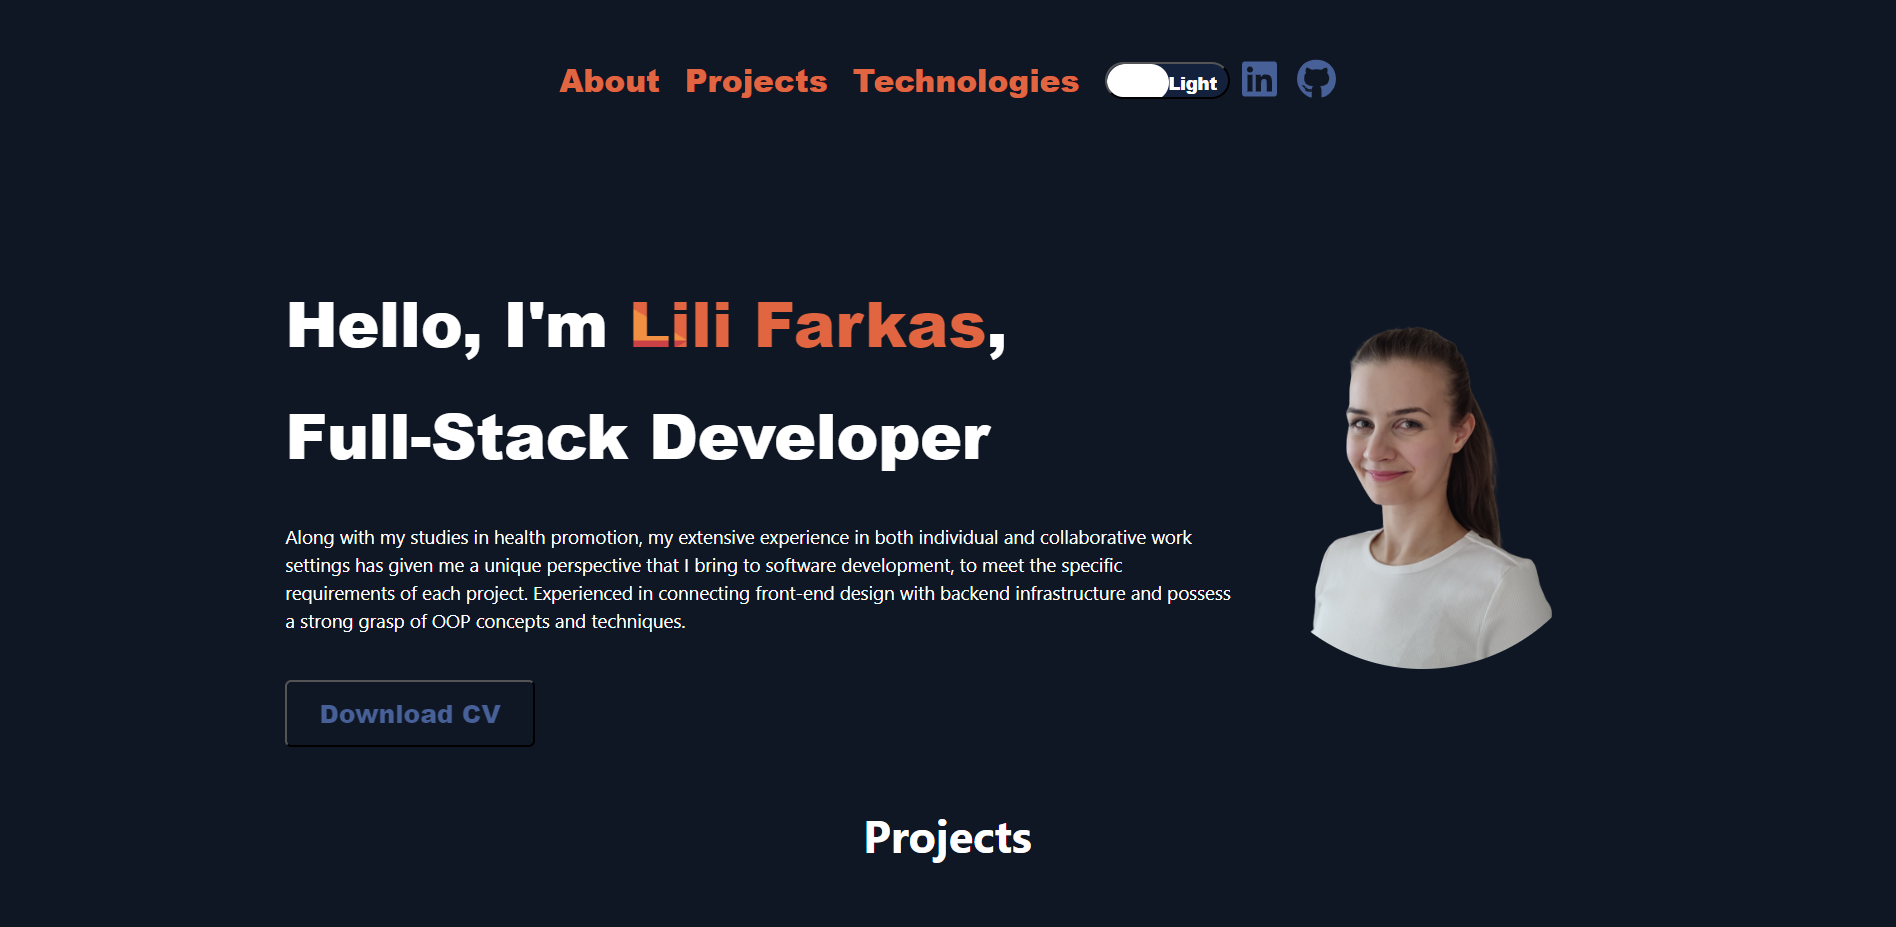 About Projects Technologies Light in
Hello, I'm Lili Farkas,
Full-Stack Developer
Along with my studies in health promotion, my extensive experience in both individual and collaborative work
settings has given me a unique perspective that I bring to software development, to meet the specific
requirements of each project. Experienced in connecting front-end design with backend infrastructure and possess
a strong grasp of OOP concepts and techniques.
Download CV
Projects